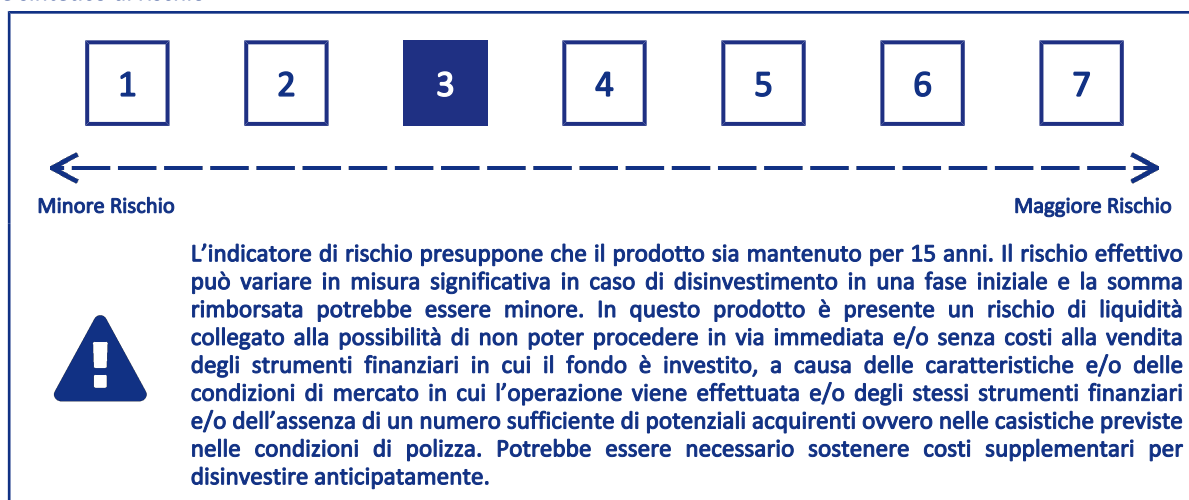 1 2 3 4 5 6 7
Minore Rischio Maggiore Rischio
L'indicatore di rischio presuppone che il prodotto sia mantenuto per 15 anni. Il rischio effettivo
può variare in misura significativa in caso di disinvestimento in una fase iniziale e la somma
rimborsata potrebbe essere minore. In questo prodotto è presente un rischio di liquidità
collegato alla possibilità di non poter procedere in via immediata e/o senza costi alla vendita
degli strumenti finanziari in cui il fondo è investito, a causa delle caratteristiche e/o delle
condizioni di mercato in cui l'operazione viene effettuata e/o degli stessi strumenti finanziari
e/o dell'assenza di un numero sufficiente di potenziali acquirenti ovvero nelle casistiche previste
nelle condizioni di polizza. Potrebbe essere necessario sostenere costi supplementari per
disinvestire anticipatamente.